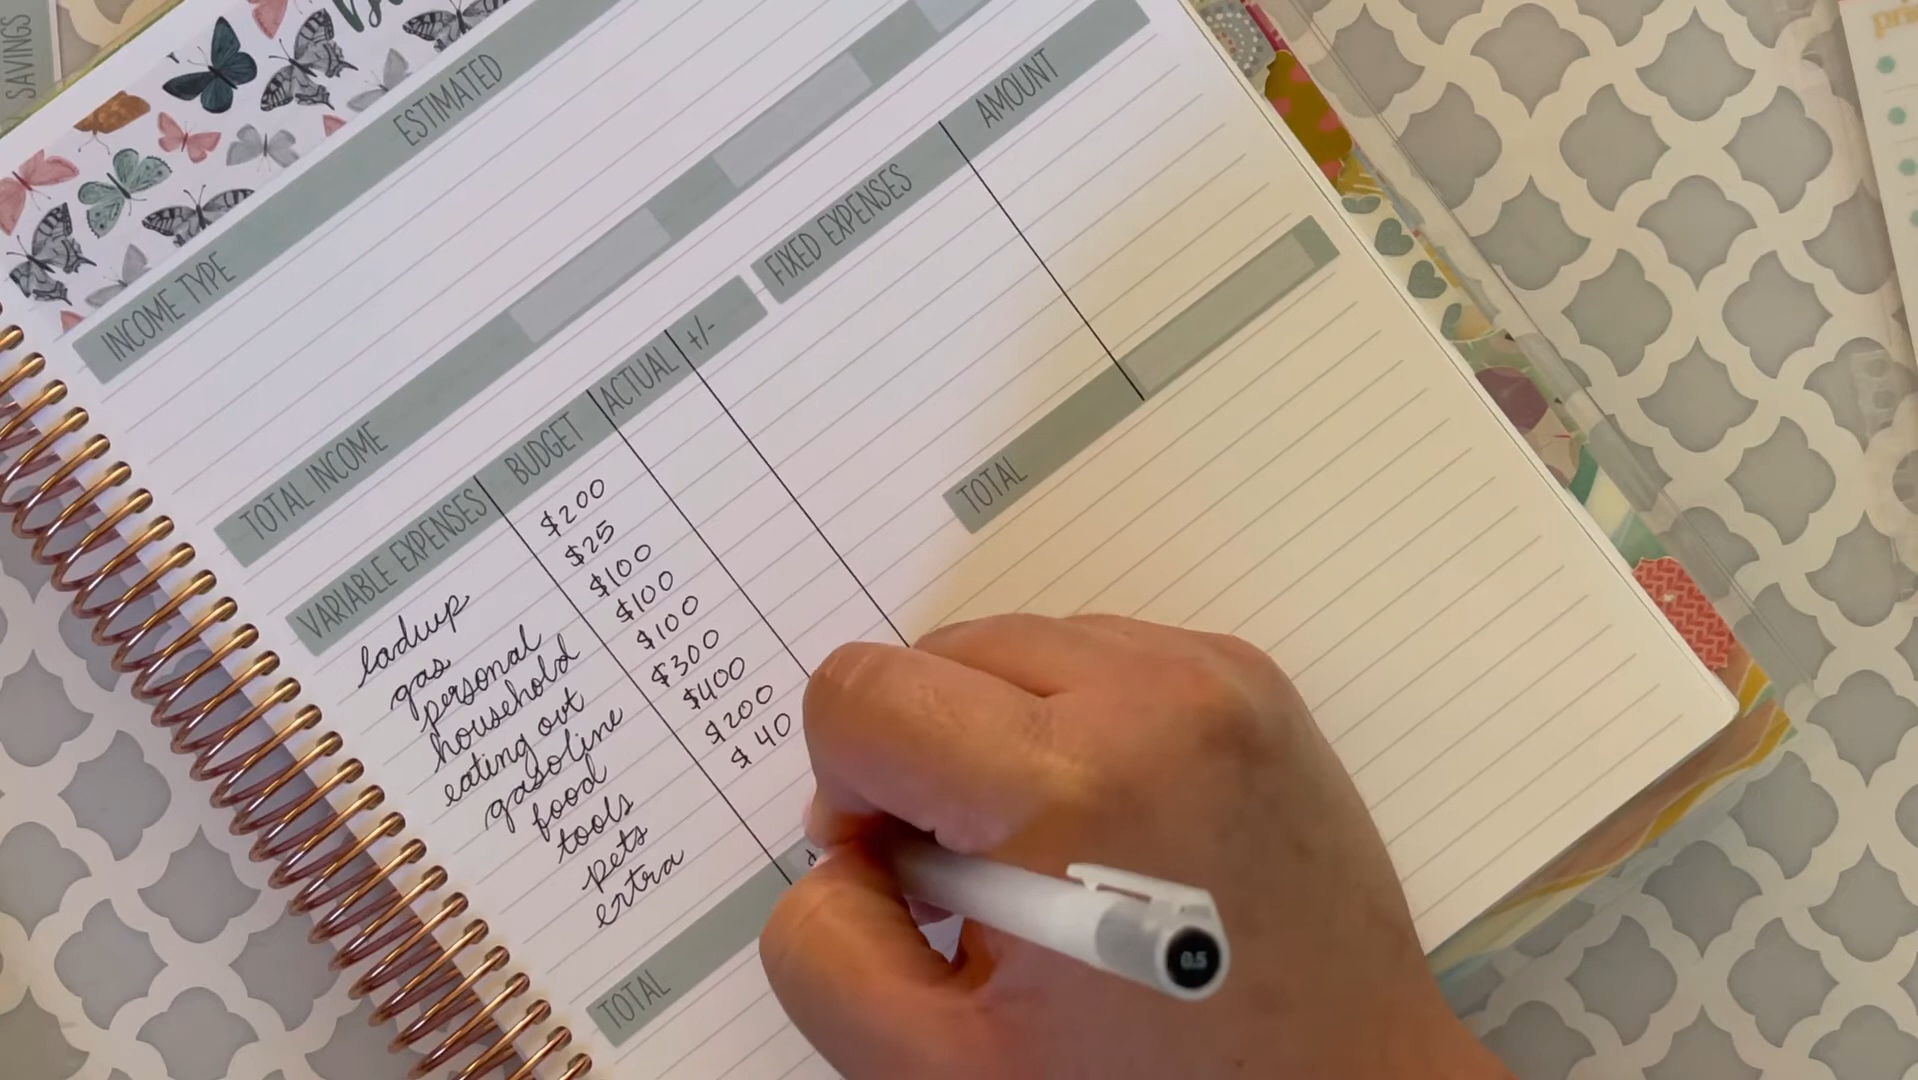 SAVINGS
INCOME TYPE ESTIMATED
TOTAL INCOME
VARIABLE EXPENSES BUDGET ACTUAL +/-
ladwp $200
gas $25
personal $100
household $100
eating out $100
gasoline $300
food $400
tools $200
pets $40
extra
TOTAL
FIXED EXPENSES AMOUNT
TOTAL
0.5